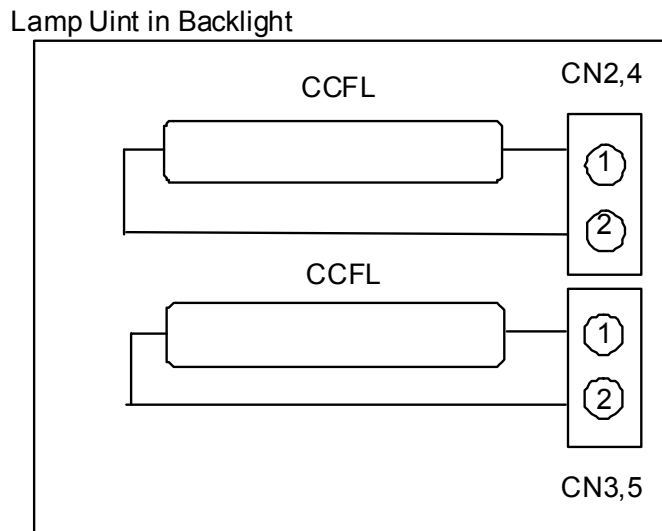 Lamp Uint in Backlight
CN2,4
CCFL
1
2
CCFL
1
2
CN3,5